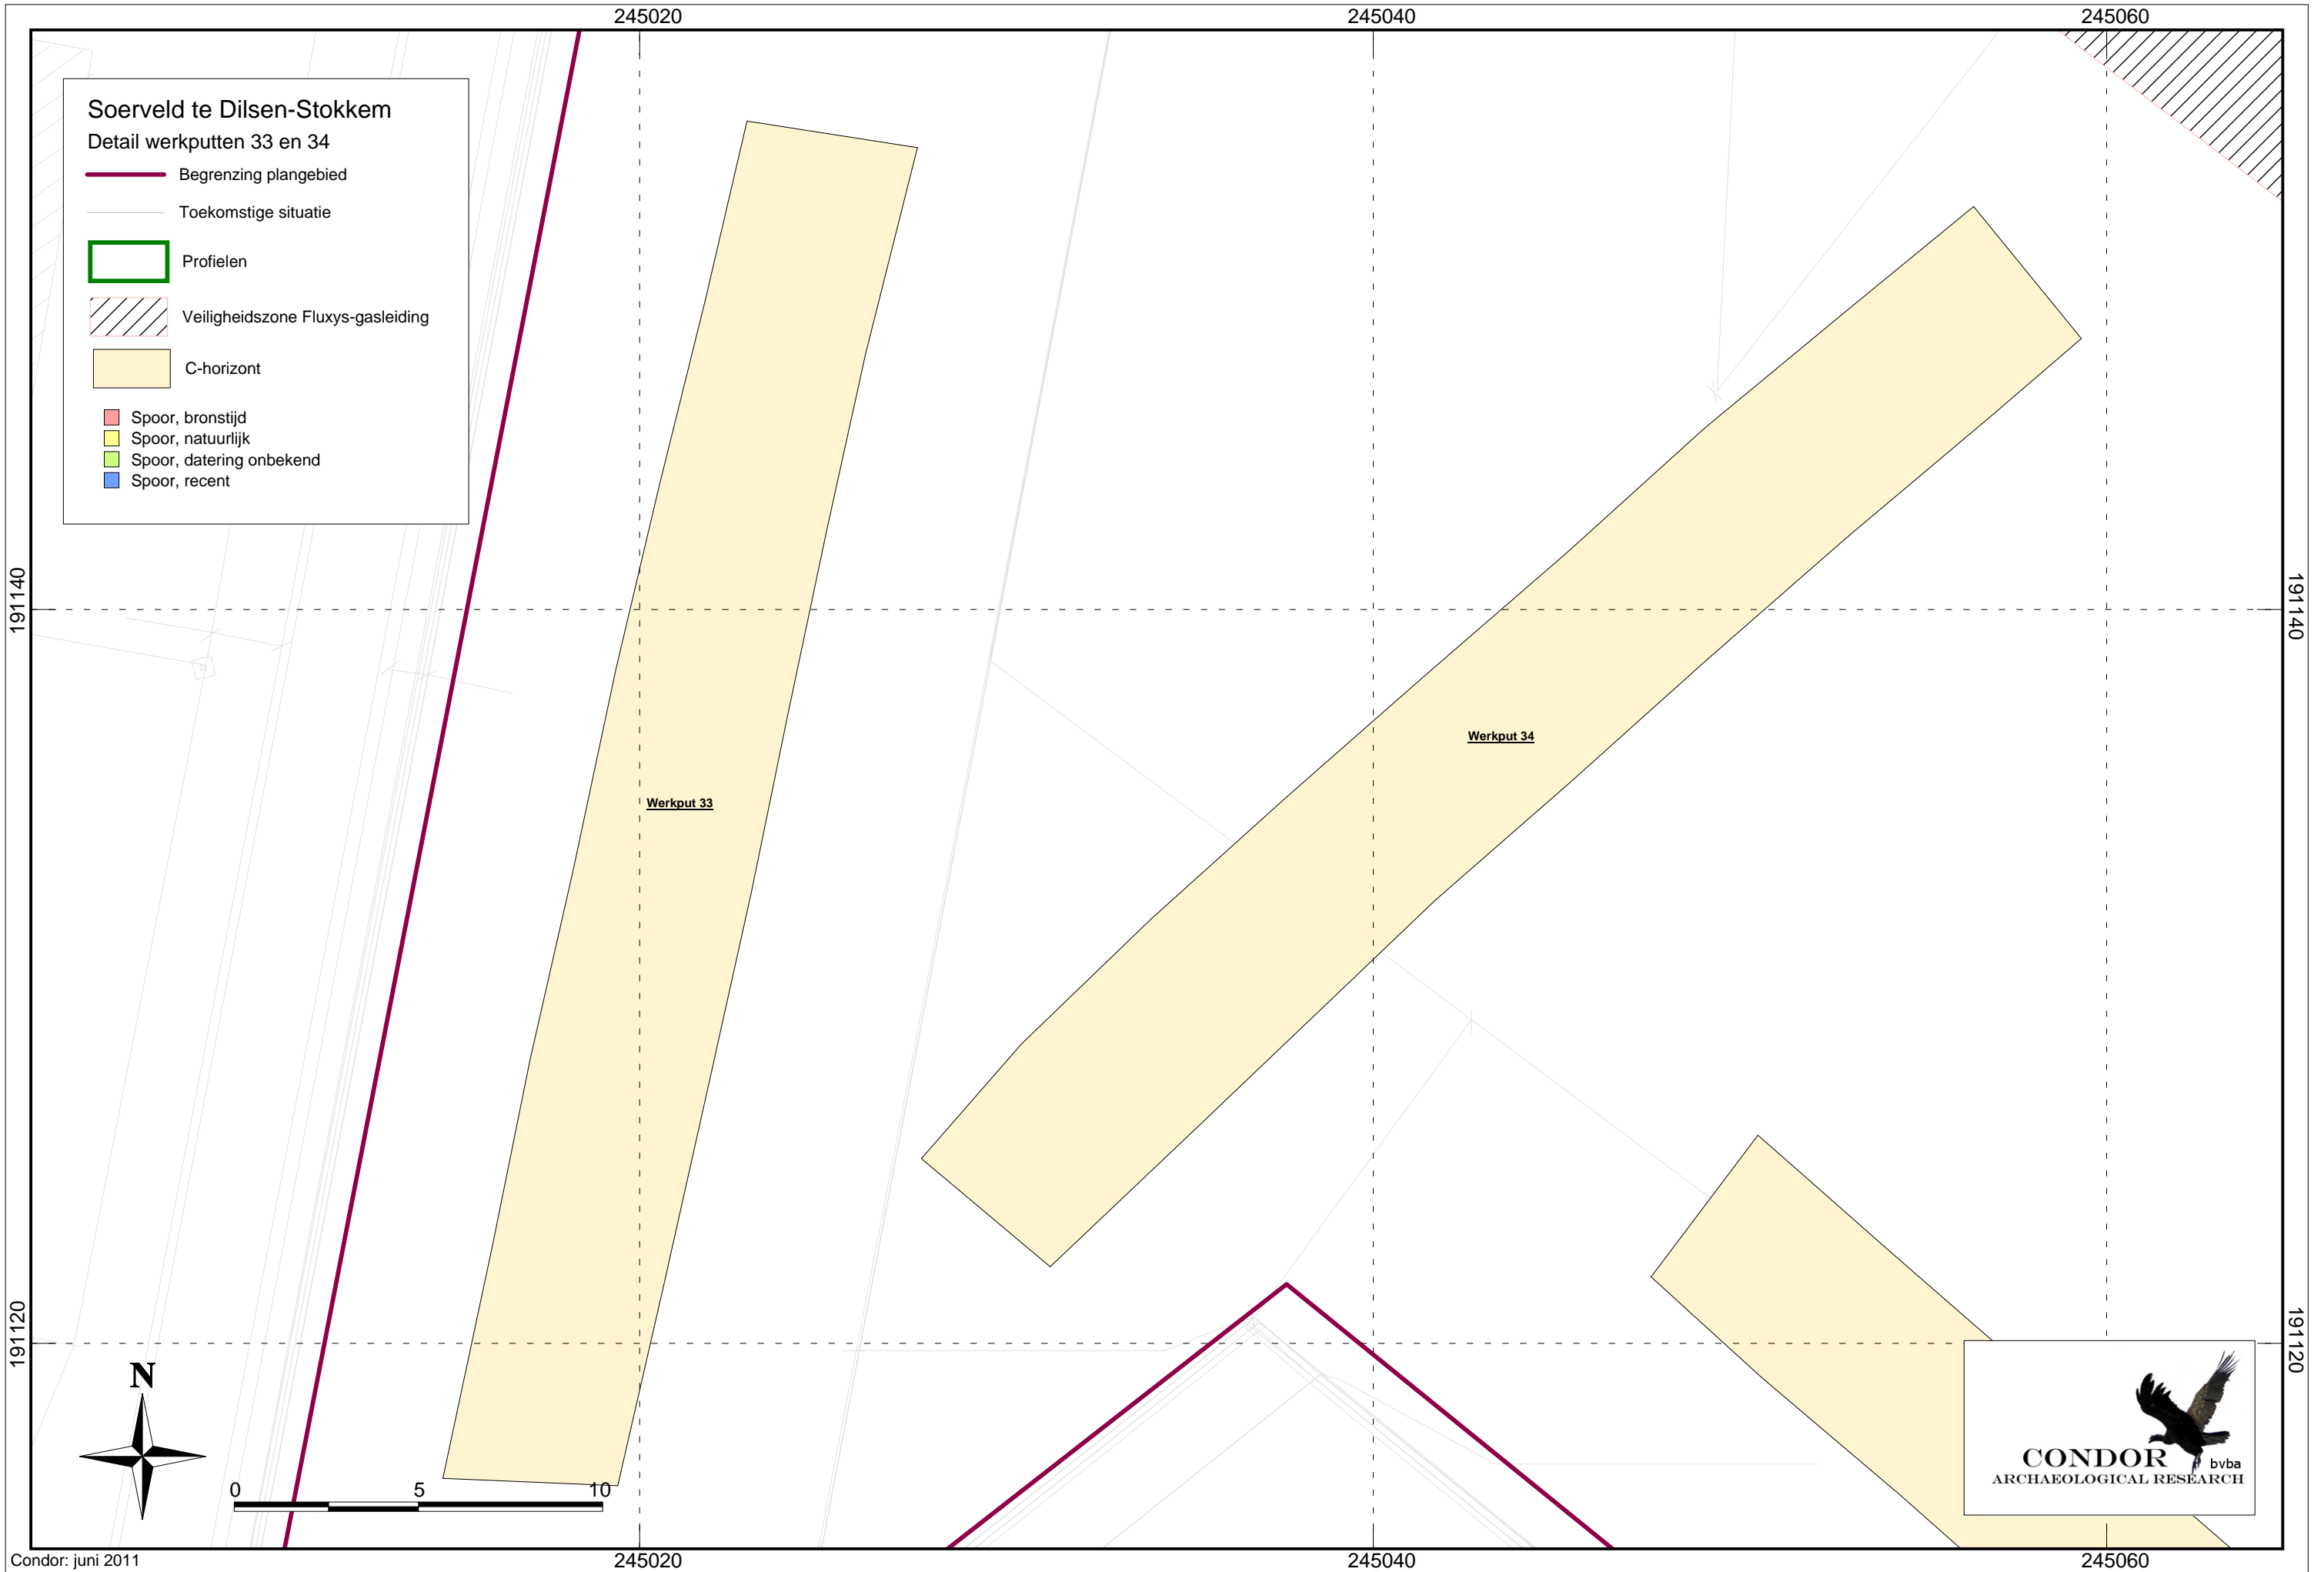 245020
245040
245060
Soerveld te Dilsen-Stokkem
Detail werkputten 33 en 34
Begrenzing plangebied
Toekomstige situatie
Profielen
Veiligheidszone Fluxys-gasleiding
C-horizont
Spoor, bronstijd
Spoor, natuurlijk
Spoor, datering onbekend
Spoor, recent
191140
191140
Werkput 34
Werkput 33
191120
191120
N
0 5 10
CONDOR bvba
ARCHAEOLOGICAL RESEARCH
Condor: juni 2011
245020
245040
245060